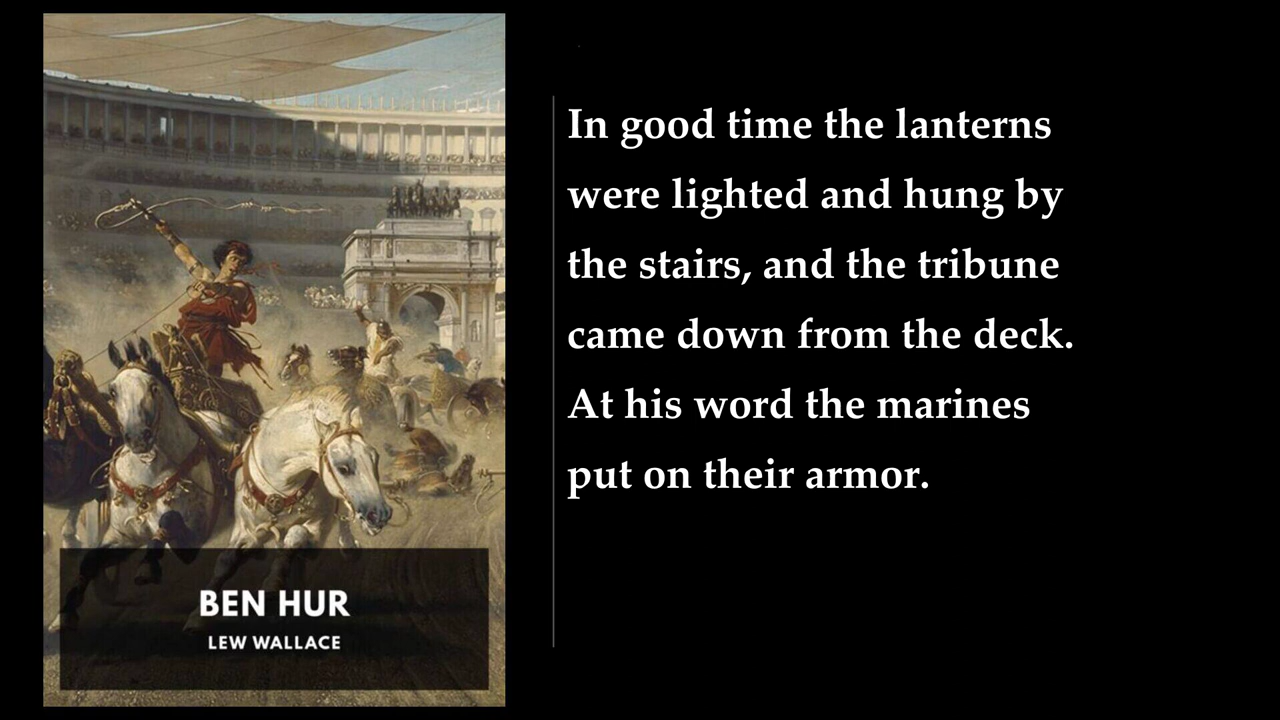 BEN HUR
LEW WALLACE
In good time the lanterns
were lighted and hung by
the stairs, and the tribune
came down from the deck.
At his word the marines
put on their armor.